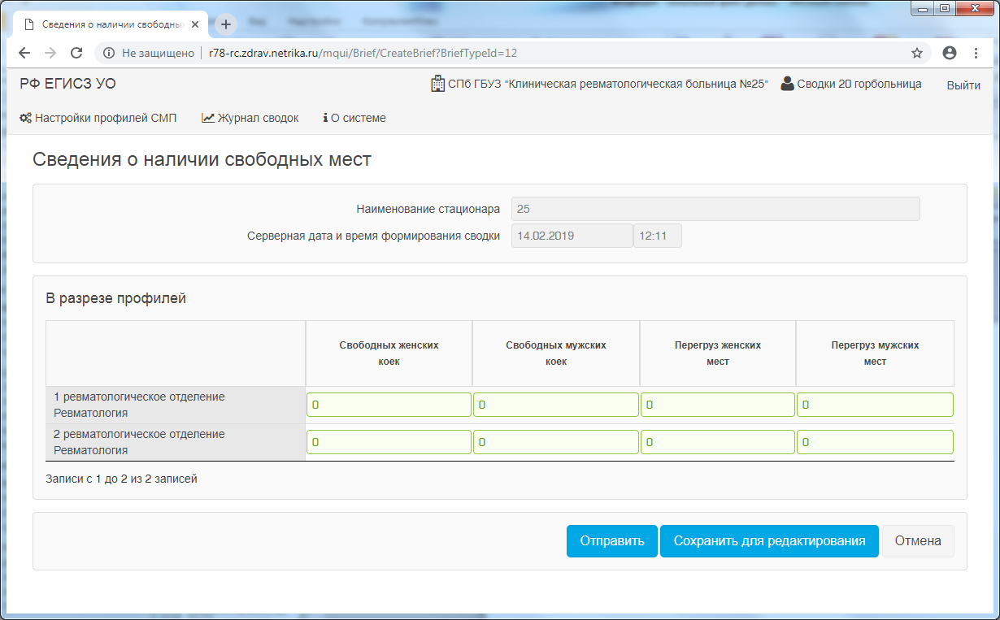 Сведения о наличии свободны
Не защищено r78-rc.zdrav.netrika.ru/mqui/Brief/CreateBrief?BriefTypeId=12
РФ ЕГИСЗ УО СПб ГБУЗ "Клиническая ревматологическая больница №25" Сводки 20 горбольница Выйти
Настройки профилей СМП Журнал сводок О системе
Сведения о наличии свободных мест
Наименование стационара 25
Серверная дата и время формирования сводки 14.02.2019 12:11
В разрезе профилей
Свободных женских коек Свободных мужских коек Перегруз женских мест Перегруз мужских мест
1 ревматологическое отделение
Ревматология 0 0 0 0
2 ревматологическое отделение
Ревматология 0 0 0 0
Записи с 1 до 2 из 2 записей
Отправить Сохранить для редактирования Отмена